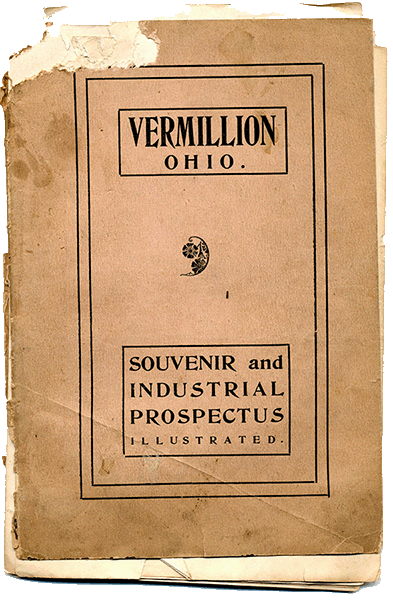 VERMILLION
OHIO.
SOUVENIR and
INDUSTRIAL
PROSPECTUS
ILLUSTRATED.